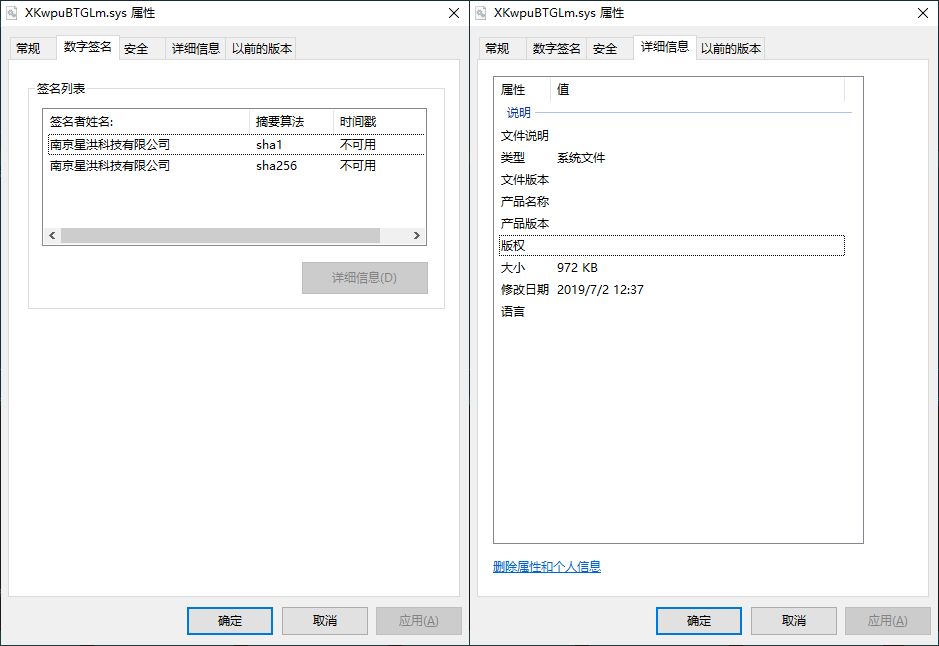 XKwpuBTGLm.sys 属性
常规 数字签名 安全 详细信息 以前的版本
签名列表
签名者姓名: 摘要算法 时间戳
南京星洪科技有限公司 sha1 不可用
南京星洪科技有限公司 sha256 不可用
详细信息(D)
确定 取消 应用(A)
XKwpuBTGLm.sys 属性
常规 数字签名 安全 详细信息 以前的版本
属性 值
说明
文件说明
类型 系统文件
文件版本
产品名称
产品版本
版权
大小 972 KB
修改日期 2019/7/2 12:37
语言
删除属性和个人信息
确定 取消 应用(A)